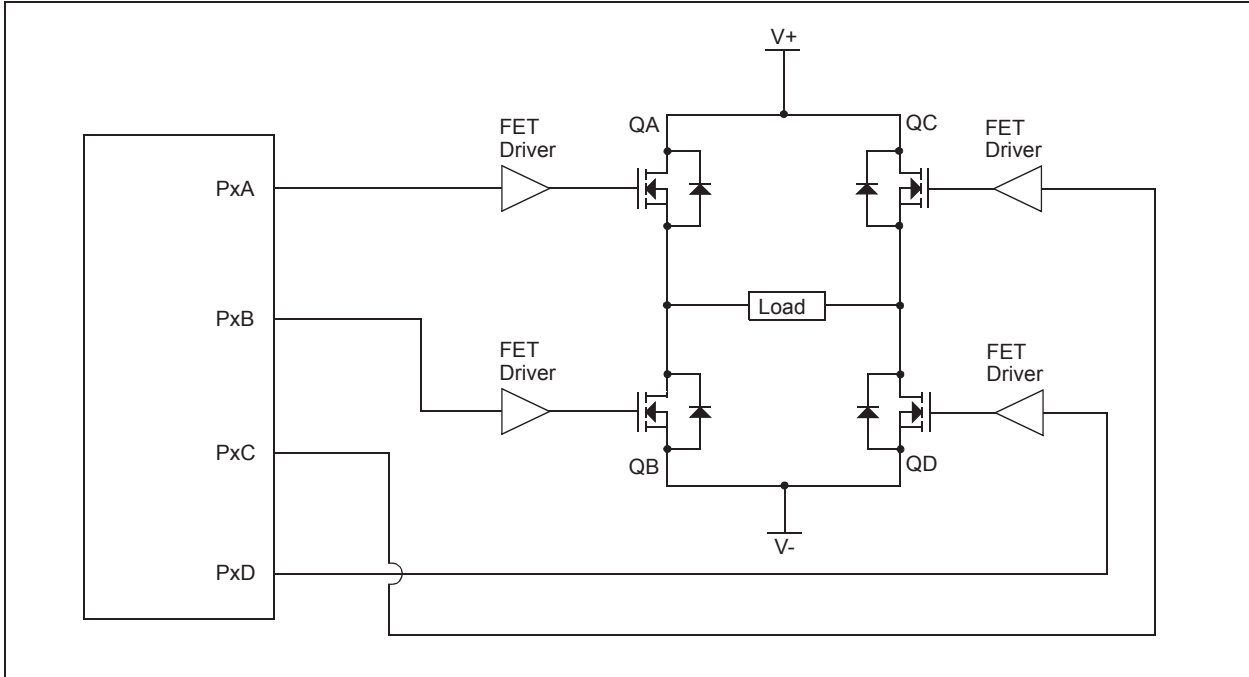 V+
QA
QC
FET
Driver
FET
Driver
PxA
PxB
Load
FET
Driver
FET
Driver
PxC
QB
QD
V-
PxD